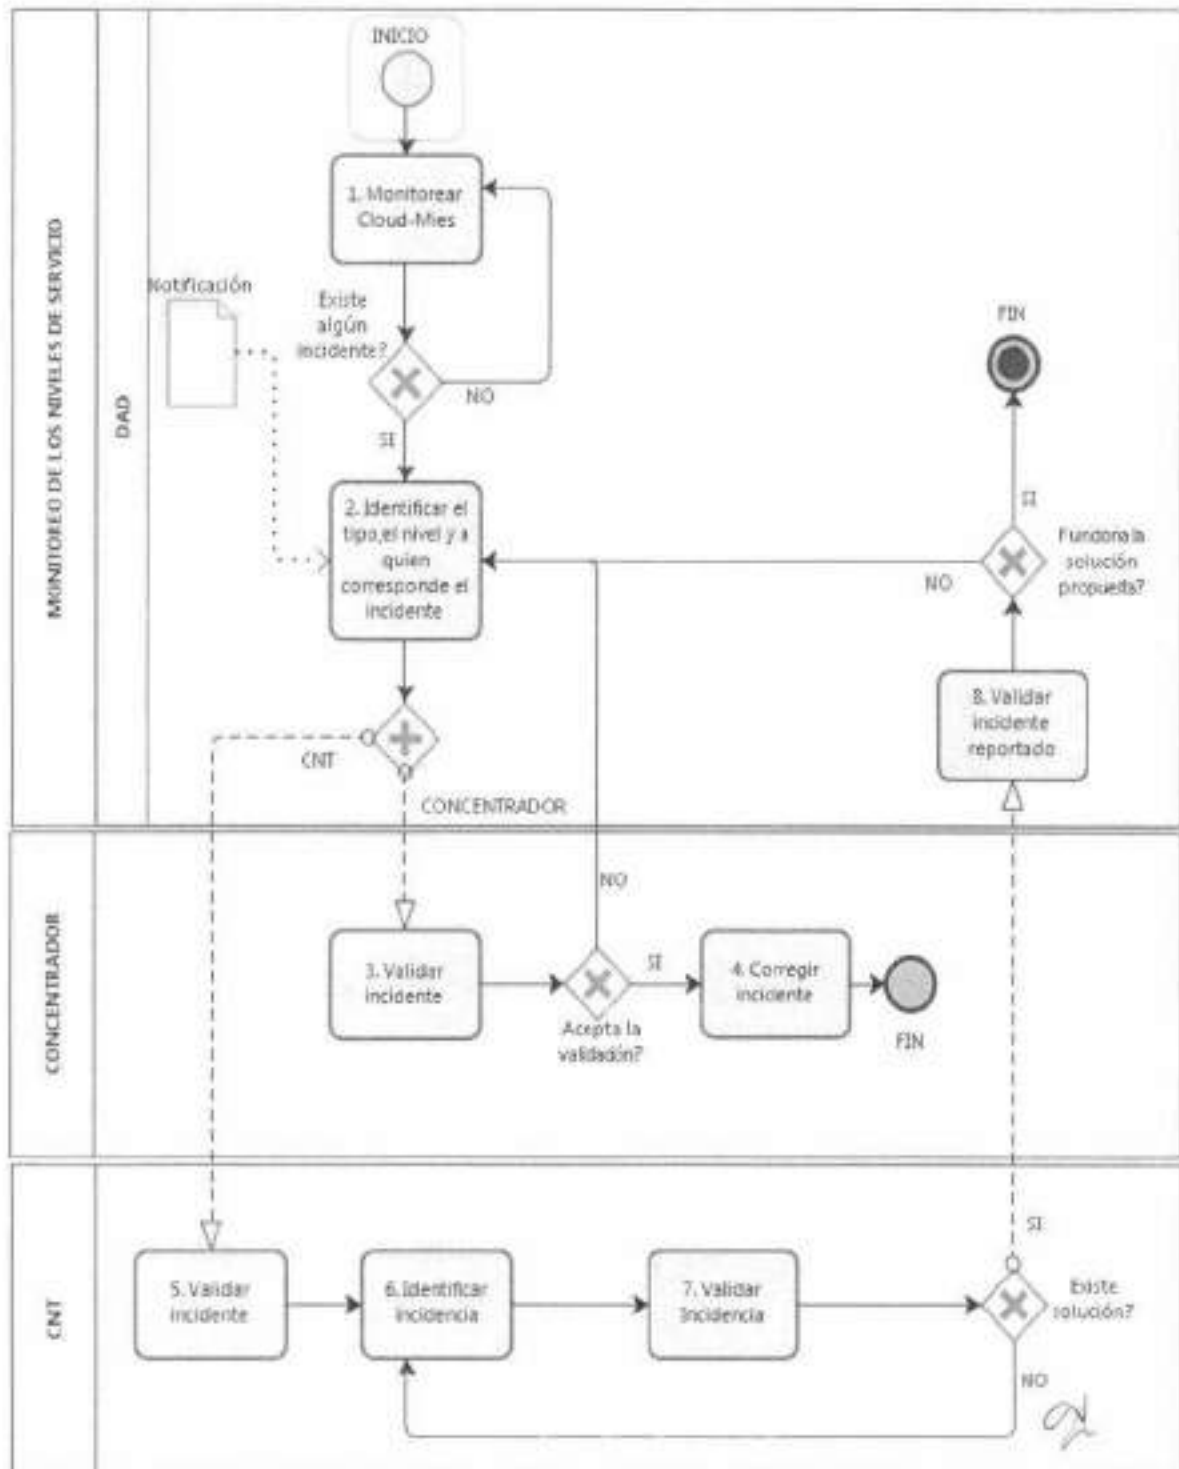 MONITOREO DE LOS NIVELES DE SERVICIO
DAD
INICIO
1. Monitorear
Cloud-Mies
Notificación
Existe
algún
incidente?
NO
SI
2. Identificar el
tipo,el nivel y a
quien
corresponde el
incidente
CNT
CONCENTRADOR
FIN
SI
Funciona la
solución
propuesta?
NO
8. Validar
incidente
reportado
CONCENTRADOR
3. Validar
incidente
NO
Acepta la
validación?
SI
4. Corregir
incidente
FIN
CNT
5. Validar
incidente
6. Identificar
incidencia
7. Validar
Incidencia
SI
Existe
solución?
NO